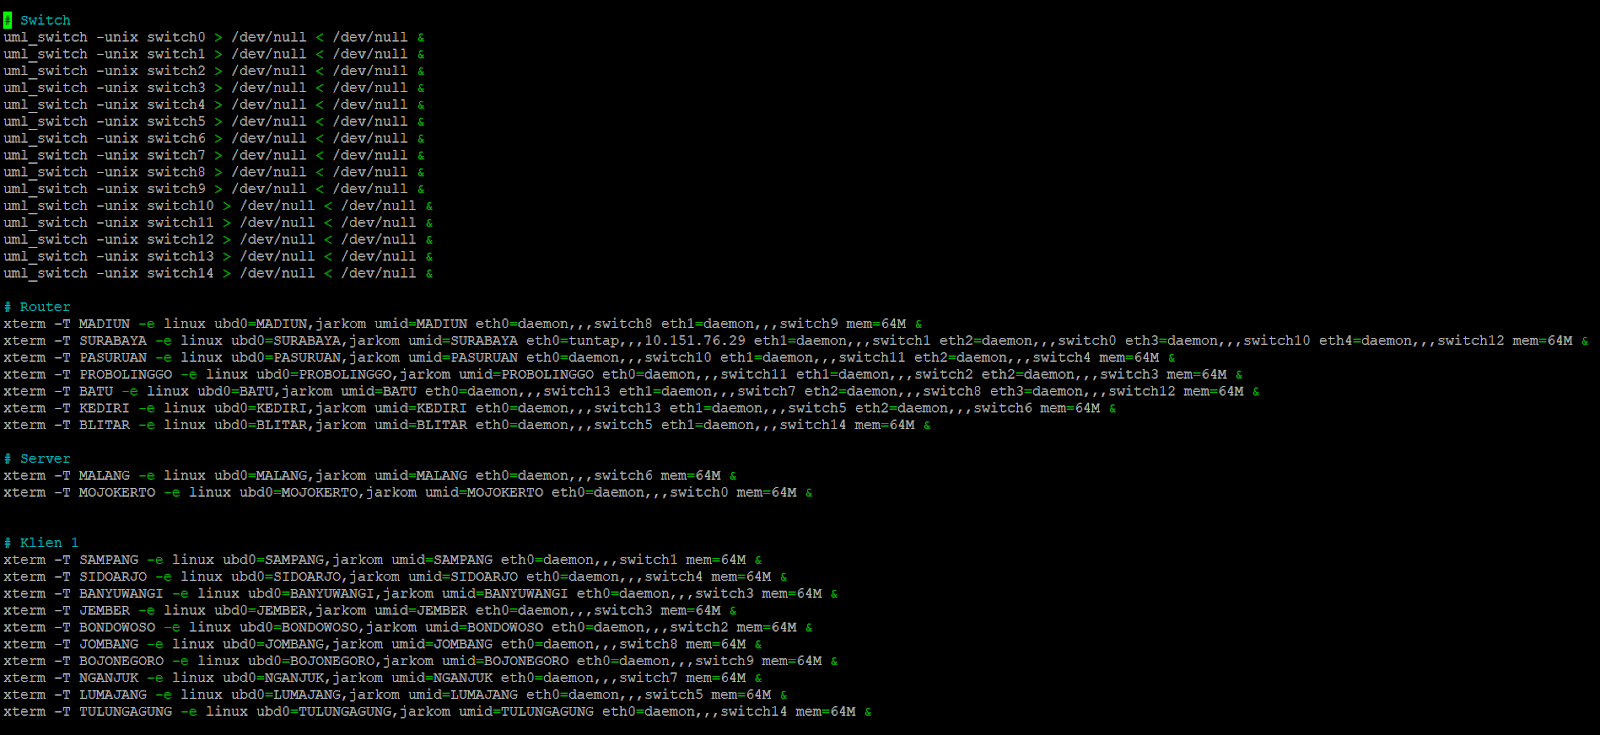 # Switch
uml_switch -unix switch0 > /dev/null < /dev/null &
uml_switch -unix switch1 > /dev/null < /dev/null &
uml_switch -unix switch2 > /dev/null < /dev/null &
uml_switch -unix switch3 > /dev/null < /dev/null &
uml_switch -unix switch4 > /dev/null < /dev/null &
uml_switch -unix switch5 > /dev/null < /dev/null &
uml_switch -unix switch6 > /dev/null < /dev/null &
uml_switch -unix switch7 > /dev/null < /dev/null &
uml_switch -unix switch8 > /dev/null < /dev/null &
uml_switch -unix switch9 > /dev/null < /dev/null &
uml_switch -unix switch10 > /dev/null < /dev/null &
uml_switch -unix switch11 > /dev/null < /dev/null &
uml_switch -unix switch12 > /dev/null < /dev/null &
uml_switch -unix switch13 > /dev/null < /dev/null &
uml_switch -unix switch14 > /dev/null < /dev/null &
# Router
xterm -T MADIUN -e linux ubd0=MADIUN,jarkom umid=MADIUN eth0=daemon,,,switch8 eth1=daemon,,,switch9 mem=64M &
xterm -T SURABAYA -e linux ubd0=SURABAYA,jarkom umid=SURABAYA eth0=tuntap,,,10.151.76.29 eth1=daemon,,,switch1 eth2=daemon,,,switch0 eth3=daemon,,,switch10 eth4=daemon,,,switch12 mem=64M &
xterm -T PASURUAN -e linux ubd0=PASURUAN,jarkom umid=PASURUAN eth0=daemon,,,switch10 eth1=daemon,,,switch11 eth2=daemon,,,switch4 mem=64M &
xterm -T PROBOLINGGO -e linux ubd0=PROBOLINGGO,jarkom umid=PROBOLINGGO eth0=daemon,,,switch11 eth1=daemon,,,switch2 eth2=daemon,,,switch3 mem=64M &
xterm -T BATU -e linux ubd0=BATU,jarkom umid=BATU eth0=daemon,,,switch13 eth1=daemon,,,switch7 eth2=daemon,,,switch8 eth3=daemon,,,switch12 mem=64M &
xterm -T KEDIRI -e linux ubd0=KEDIRI,jarkom umid=KEDIRI eth0=daemon,,,switch13 eth1=daemon,,,switch5 eth2=daemon,,,switch6 mem=64M &
xterm -T BLITAR -e linux ubd0=BLITAR,jarkom umid=BLITAR eth0=daemon,,,switch5 eth1=daemon,,,switch14 mem=64M &
# Server
xterm -T MALANG -e linux ubd0=MALANG,jarkom umid=MALANG eth0=daemon,,,switch6 mem=64M &
xterm -T MOJOKERTO -e linux ubd0=MOJOKERTO,jarkom umid=MOJOKERTO eth0=daemon,,,switch0 mem=64M &
# Klien 1
xterm -T SAMPANG -e linux ubd0=SAMPANG,jarkom umid=SAMPANG eth0=daemon,,,switch1 mem=64M &
xterm -T SIDOARJO -e linux ubd0=SIDOARJO,jarkom umid=SIDOARJO eth0=daemon,,,switch4 mem=64M &
xterm -T BANYUWANGI -e linux ubd0=BANYUWANGI,jarkom umid=BANYUWANGI eth0=daemon,,,switch3 mem=64M &
xterm -T JEMBER -e linux ubd0=JEMBER,jarkom umid=JEMBER eth0=daemon,,,switch3 mem=64M &
xterm -T BONDOWOSO -e linux ubd0=BONDOWOSO,jarkom umid=BONDOWOSO eth0=daemon,,,switch2 mem=64M &
xterm -T JOMBANG -e linux ubd0=JOMBANG,jarkom umid=JOMBANG eth0=daemon,,,switch8 mem=64M &
xterm -T BOJONEGORO -e linux ubd0=BOJONEGORO,jarkom umid=BOJONEGORO eth0=daemon,,,switch9 mem=64M &
xterm -T NGANJUK -e linux ubd0=NGANJUK,jarkom umid=NGANJUK eth0=daemon,,,switch7 mem=64M &
xterm -T LUMAJANG -e linux ubd0=LUMAJANG,jarkom umid=LUMAJANG eth0=daemon,,,switch5 mem=64M &
xterm -T TULUNGAGUNG -e linux ubd0=TULUNGAGUNG,jarkom umid=TULUNGAGUNG eth0=daemon,,,switch14 mem=64M &